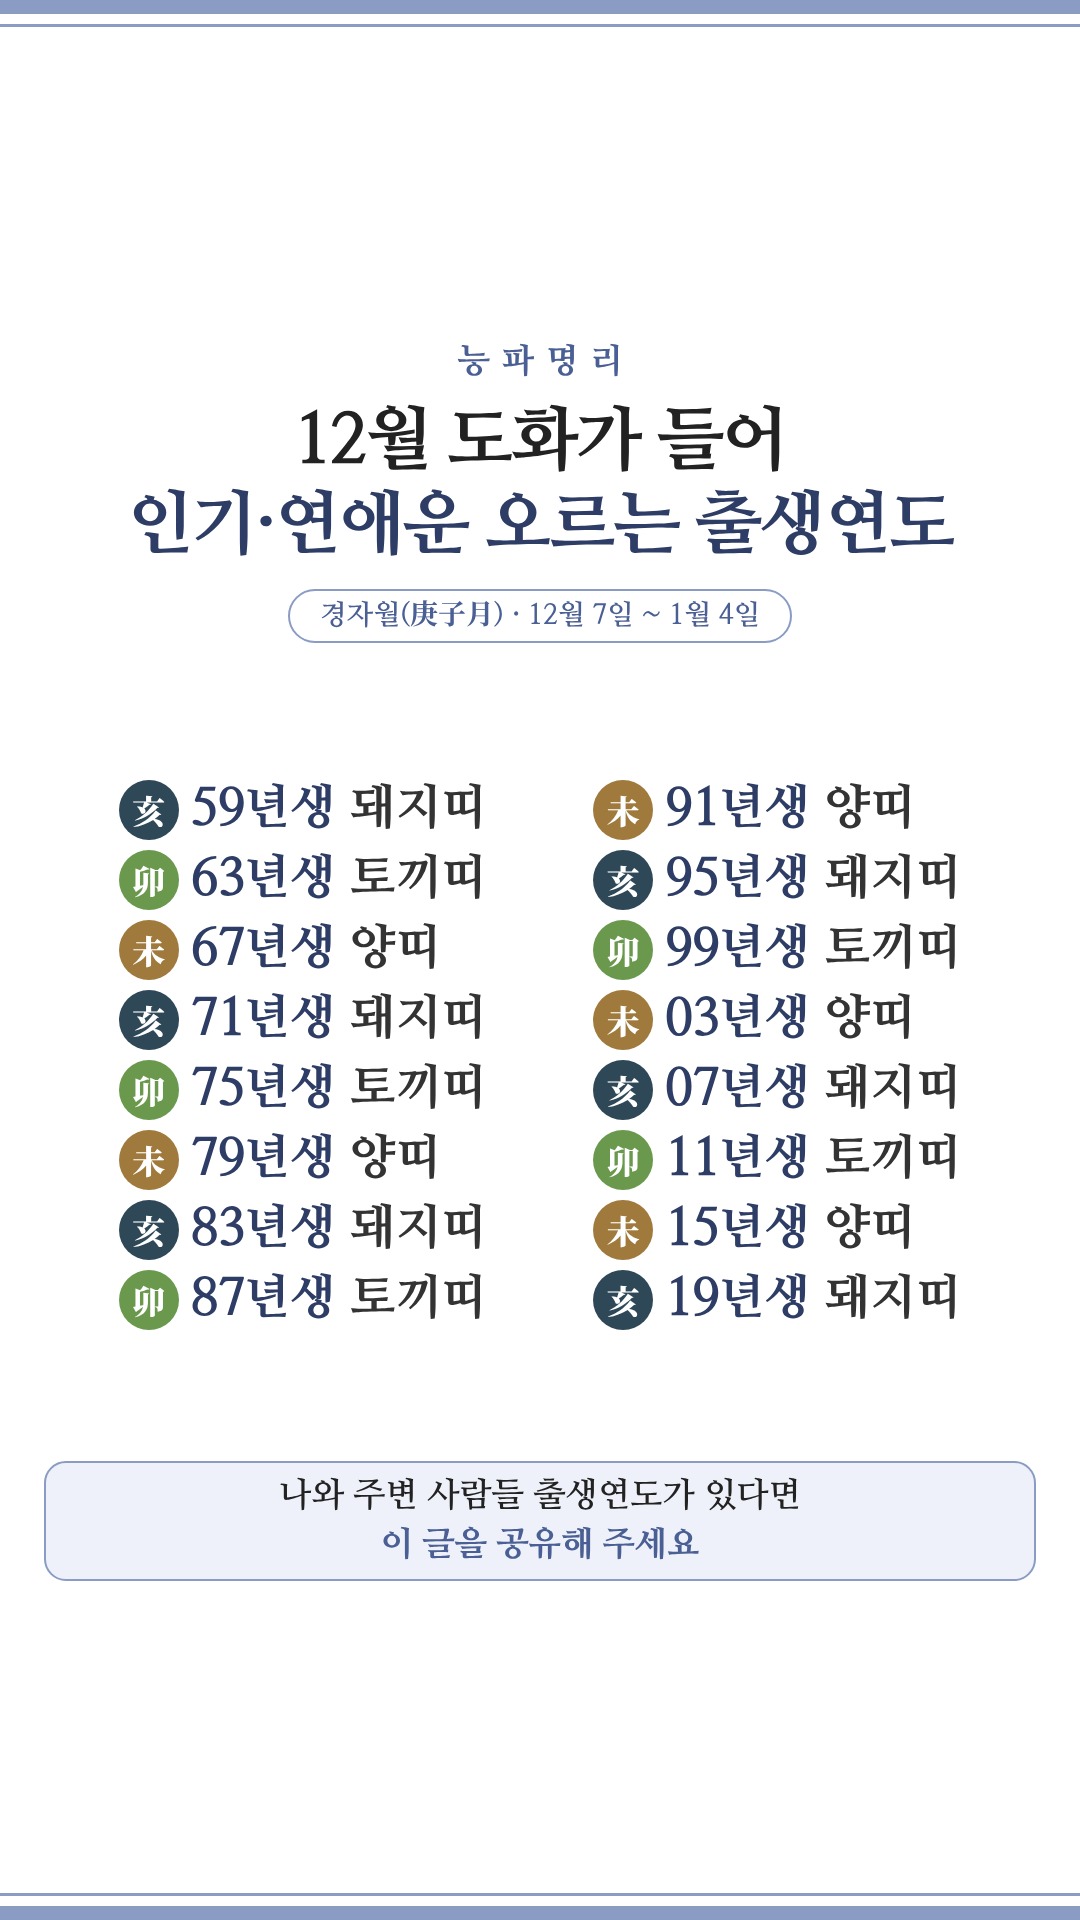 능파명리
12월 도화가 들어
인기·연애운 오르는 출생연도
경자월(庚子月) · 12월 7일 ~ 1월 4일
亥 59년생 돼지띠
卯 63년생 토끼띠
未 67년생 양띠
亥 71년생 돼지띠
卯 75년생 토끼띠
未 79년생 양띠
亥 83년생 돼지띠
卯 87년생 토끼띠
未 91년생 양띠
亥 95년생 돼지띠
卯 99년생 토끼띠
未 03년생 양띠
亥 07년생 돼지띠
卯 11년생 토끼띠
未 15년생 양띠
亥 19년생 돼지띠
나와 주변 사람들 출생연도가 있다면
이 글을 공유해 주세요